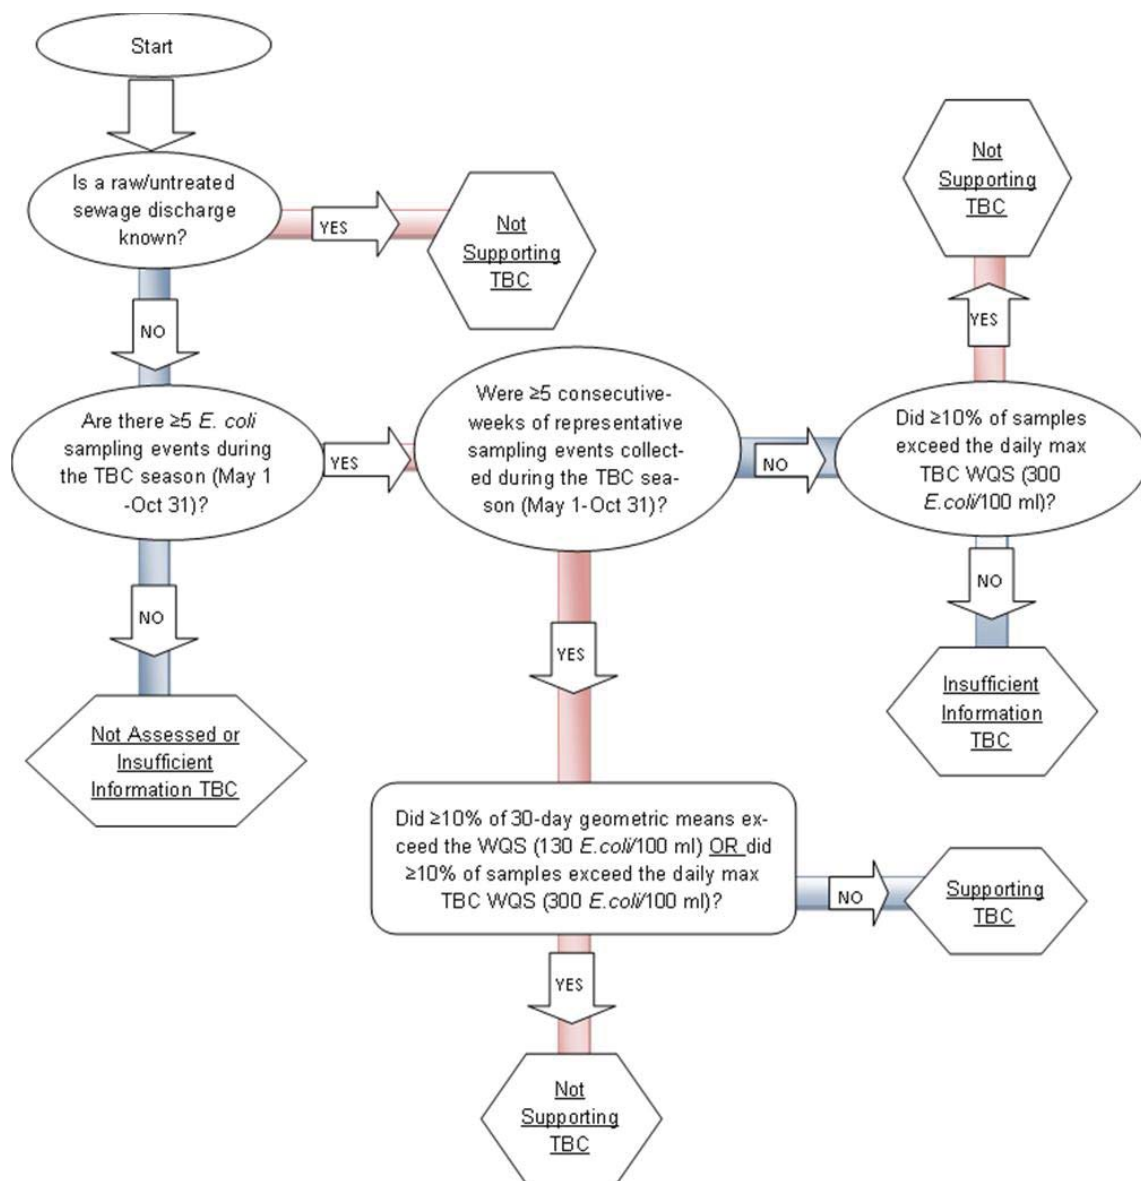 Start
Is a raw/untreated
sewage discharge
known?
YES
Not
Supporting
TBC
NO
Are there ≥5 E. coli
sampling events during
the TBC season (May 1
-Oct 31)?
YES
NO
Not Assessed or
Insufficient
Information TBC
Were ≥5 consecutive-
weeks of representative
sampling events collect-
ed during the TBC sea-
son (May 1-Oct 31)?
NO
Did ≥10% of samples
exceed the daily max
TBC WQS (300
E.coli/100 ml)?
YES
Not
Supporting
TBC
NO
Insufficient
Information
TBC
YES
Did ≥10% of 30-day geometric means ex-
ceed the WQS (130 E.coli/100 ml) OR did
≥10% of samples exceed the daily max
TBC WQS (300 E.coli/100 ml)?
NO
Supporting
TBC
YES
Not
Supporting
TBC